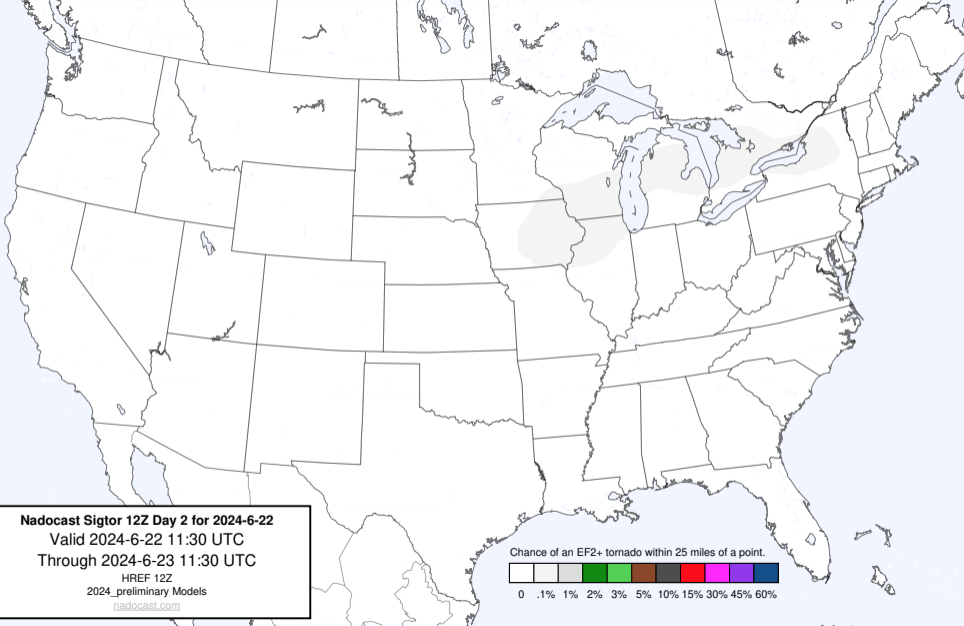 Nadocast Sigtor 12Z Day 2 for 2024-6-22
Valid 2024-6-22 11:30 UTC
Through 2024-6-23 11:30 UTC
HREF 12Z
2024_preliminary Models
nadocast.com
Chance of an EF2+ tornado within 25 miles of a point.
0 .1% 1% 2% 3% 5% 10% 15% 30% 45% 60%